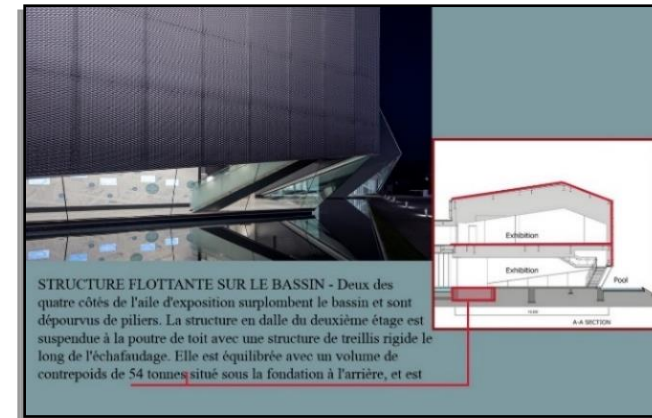 Exhibition
Exhibition
Pool
A-A SECTION
STRUCTURE FLOTTANTE SUR LE BASSIN - Deux des
quatre côtés de l'aile d'exposition surplombent le bassin et sont
dépourvus de piliers. La structure en dalle du deuxième étage est
suspendue à la poutre de toit avec une structure de treillis rigide le
long de l'échafaudage. Elle est équilibrée avec un volume de
contrepoids de 54 tonnes situé sous la fondation à l'arrière, et est